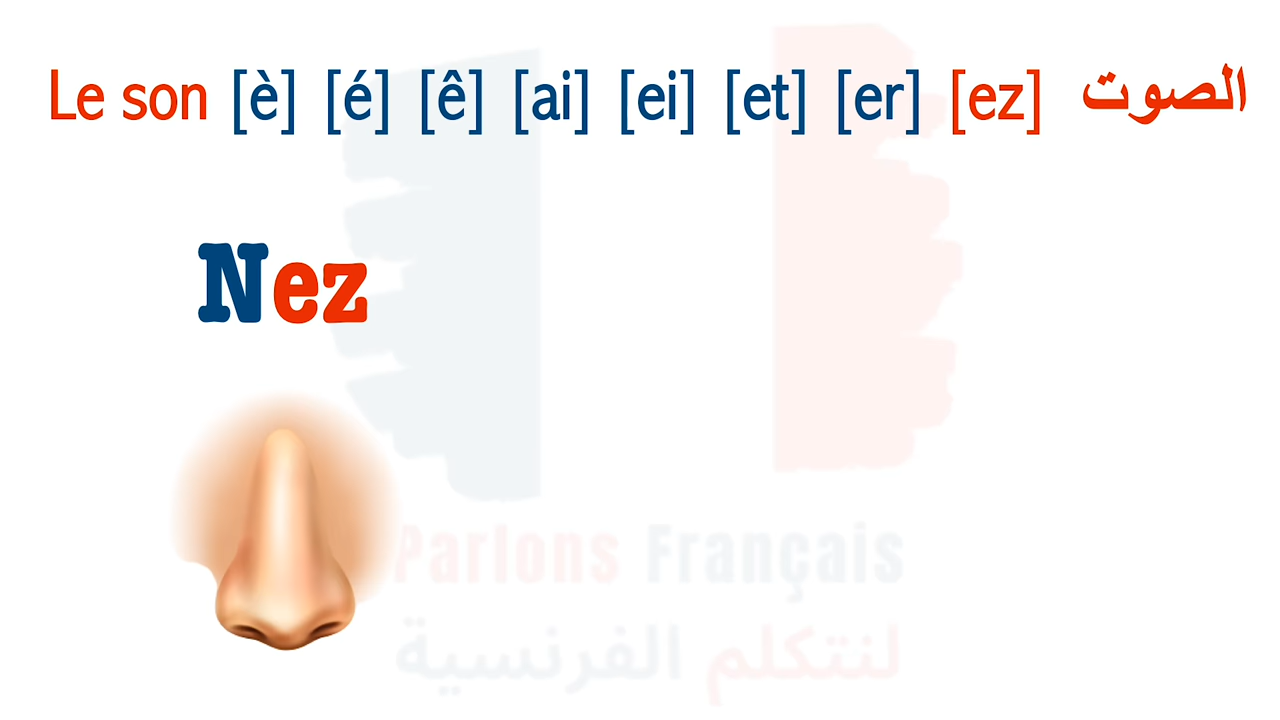 Le son [è] [é] [ê] [ai] [ei] [et] [er] [ez] الصوت
Nez
Parlons Français
لنتكلم الفرنسية